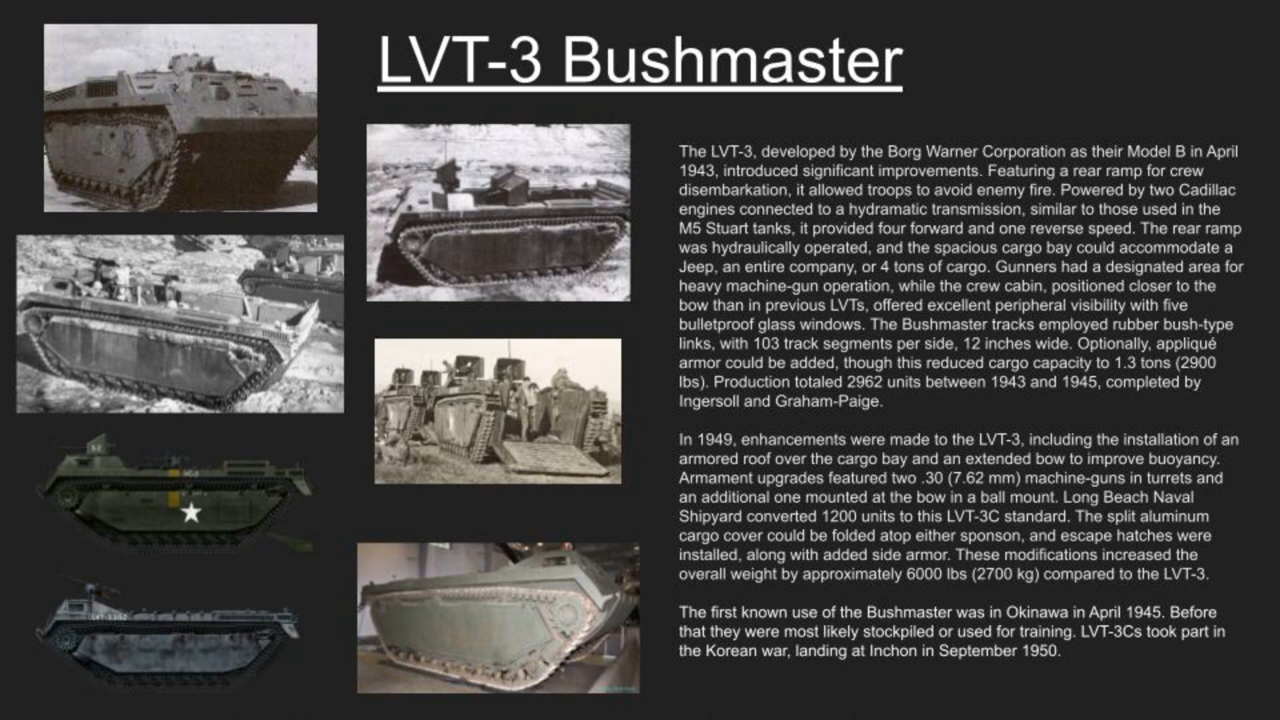 LVT-3 Bushmaster
The LVT-3, developed by the Borg Warner Corporation as their Model B in April
1943, introduced significant improvements. Featuring a rear ramp for crew
disembarkation, it allowed troops to avoid enemy fire. Powered by two Cadillac
engines connected to a hydramatic transmission, similar to those used in the
M5 Stuart tanks, it provided four forward and one reverse speed. The rear ramp
was hydraulically operated, and the spacious cargo bay could accommodate a
Jeep, an entire company, or 4 tons of cargo. Gunners had a designated area for
heavy machine-gun operation, while the crew cabin, positioned closer to the
bow than in previous LVTs, offered excellent peripheral visibility with five
bulletproof glass windows. The Bushmaster tracks employed rubber bush-type
links, with 103 track segments per side, 12 inches wide. Optionally, appliqué
armor could be added, though this reduced cargo capacity to 1.3 tons (2900
lbs). Production totaled 2962 units between 1943 and 1945, completed by
Ingersoll and Graham-Paige.
In 1949, enhancements were made to the LVT-3, including the installation of an
armored roof over the cargo bay and an extended bow to improve buoyancy.
Armament upgrades featured two .30 (7.62 mm) machine-guns in turrets and
an additional one mounted at the bow in a ball mount. Long Beach Naval
Shipyard converted 1200 units to this LVT-3C standard. The split aluminum
cargo cover could be folded atop either sponson, and escape hatches were
installed, along with added side armor. These modifications increased the
overall weight by approximately 6000 lbs (2700 kg) compared to the LVT-3.
The first known use of the Bushmaster was in Okinawa in April 1945. Before
that they were most likely stockpiled or used for training. LVT-3Cs took part in
the Korean war, landing at Inchon in September 1950.